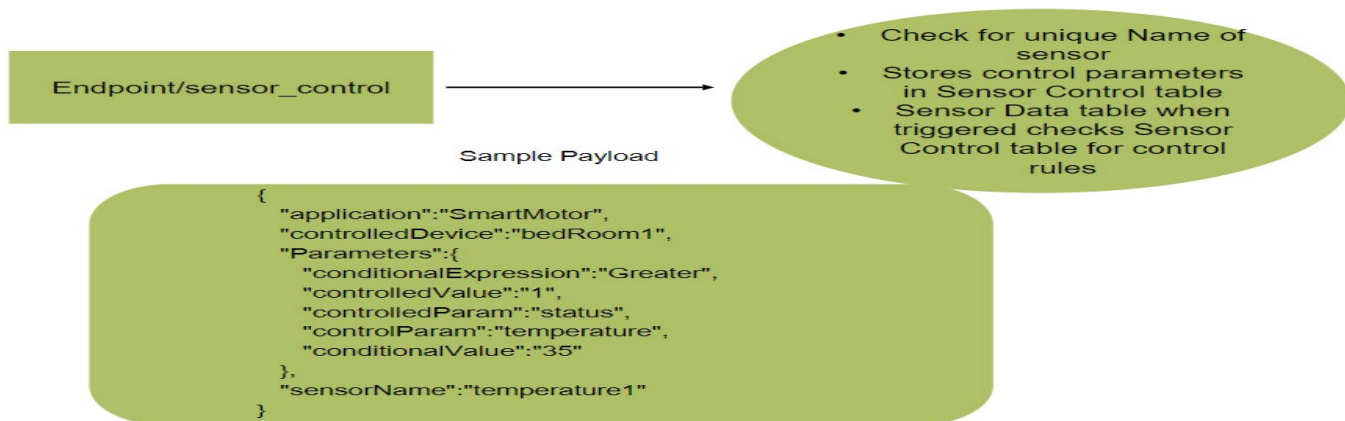 Endpoint/sensor_control
• Check for unique Name of
sensor
• Stores control parameters
in Sensor Control table
• Sensor Data table when
triggered checks Sensor
Control table for control
rules
Sample Payload
{
"application":"SmartMotor",
"controlledDevice":"bedRoom1",
"Parameters":{
"conditionalExpression":"Greater",
"controlledValue":"1",
"controlledParam":"status",
"controlParam":"temperature",
"conditionalValue":"35"
},
"sensorName":"temperature1"
}